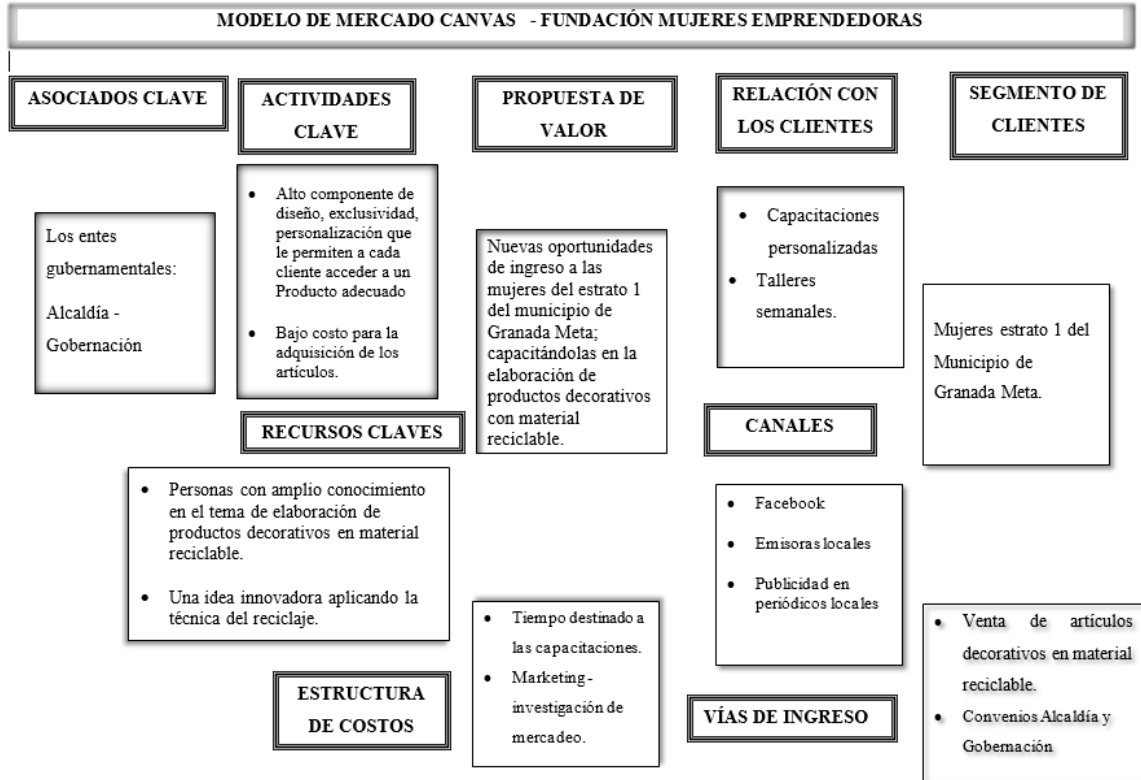 MODELO DE MERCADO CANVAS - FUNDACIÓN MUJERES EMPRENDEDORAS
ASOCIADOS CLAVE
Los entes
gubernamentales:
Alcaldía -
Gobernación
ACTIVIDADES
CLAVE
• Alto componente de
diseño, exclusividad,
personalización que
le permiten a cada
cliente acceder a un
Producto adecuado
• Bajo costo para la
adquisición de los
artículos.
RECURSOS CLAVES
• Personas con amplio conocimiento
en el tema de elaboración de
productos decorativos en material
reciclable.
• Una idea innovadora aplicando la
técnica del reciclaje.
PROPUESTA DE
VALOR
Nuevas oportunidades
de ingreso a las
mujeres del estrato 1
del municipio de
Granada Meta;
capacitándolas en la
elaboración de
productos decorativos
con material
reciclable.
RELACIÓN CON
LOS CLIENTES
• Capacitaciones
personalizadas
• Talleres
semanales.
CANALES
• Facebook
• Emisoras locales
• Publicidad en
periódicos locales
SEGMENTO DE
CLIENTES
Mujeres estrato 1 del
Municipio de
Granada Meta.
ESTRUCTURA
DE COSTOS
• Tiempo destinado a
las capacitaciones.
• Marketing -
investigación de
mercadeo.
VÍAS DE INGRESO
• Venta de artículos
decorativos en material
reciclable.
• Convenios Alcaldía y
Gobernación